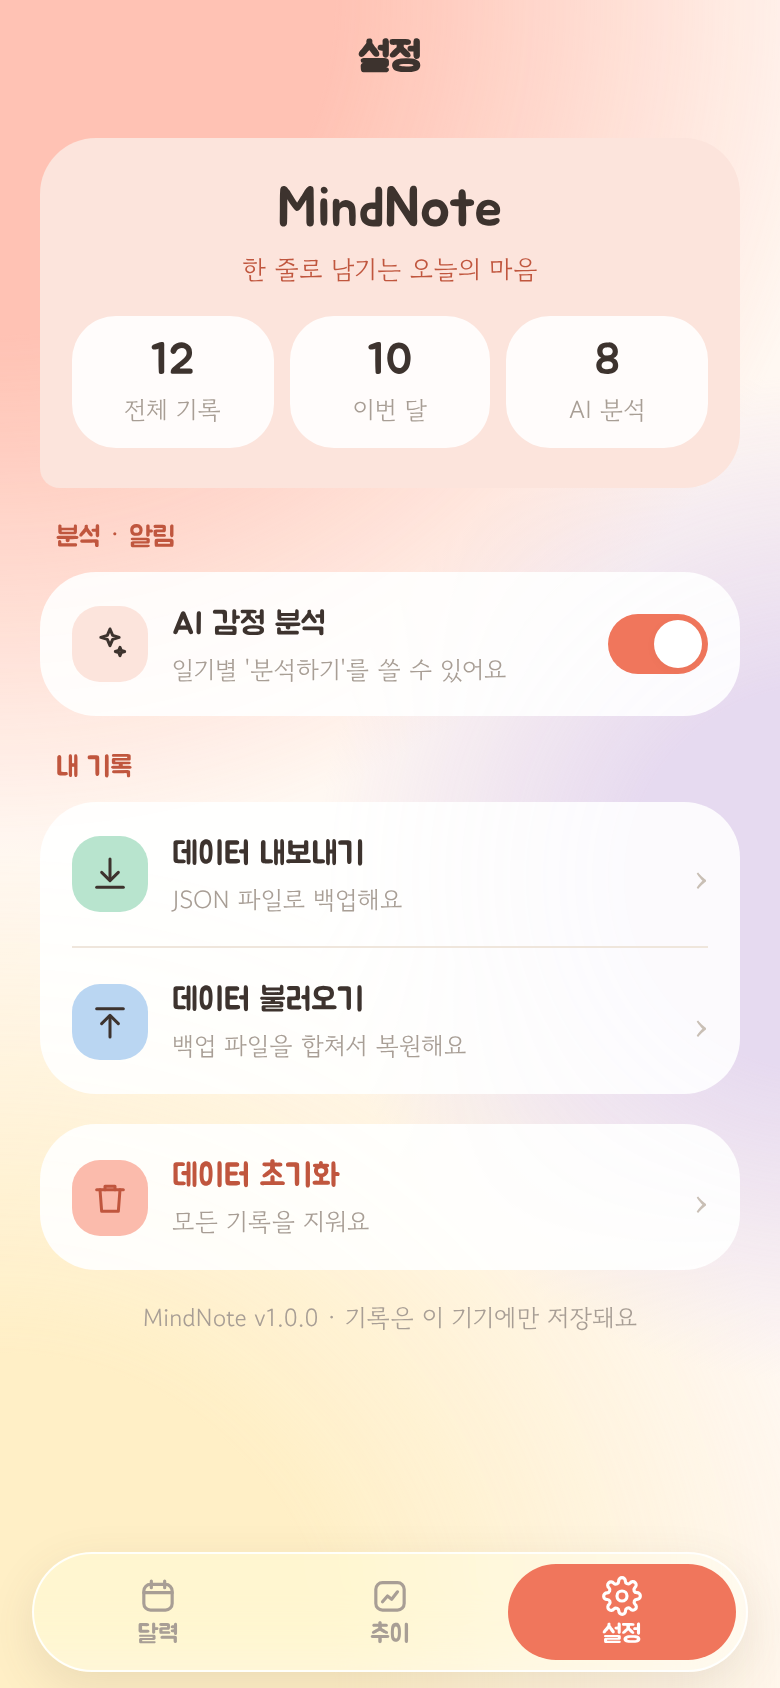 설정
MindNote
한 줄로 남기는 오늘의 마음
12
전체 기록
10
이번 달
8
AI 분석
분석 · 알림
AI 감정 분석
일기별 '분석하기'를 쓸 수 있어요
내 기록
데이터 내보내기
JSON 파일로 백업해요
데이터 불러오기
백업 파일을 합쳐서 복원해요
데이터 초기화
모든 기록을 지워요
MindNote v1.0.0 · 기록은 이 기기에만 저장돼요
달력
추이
설정